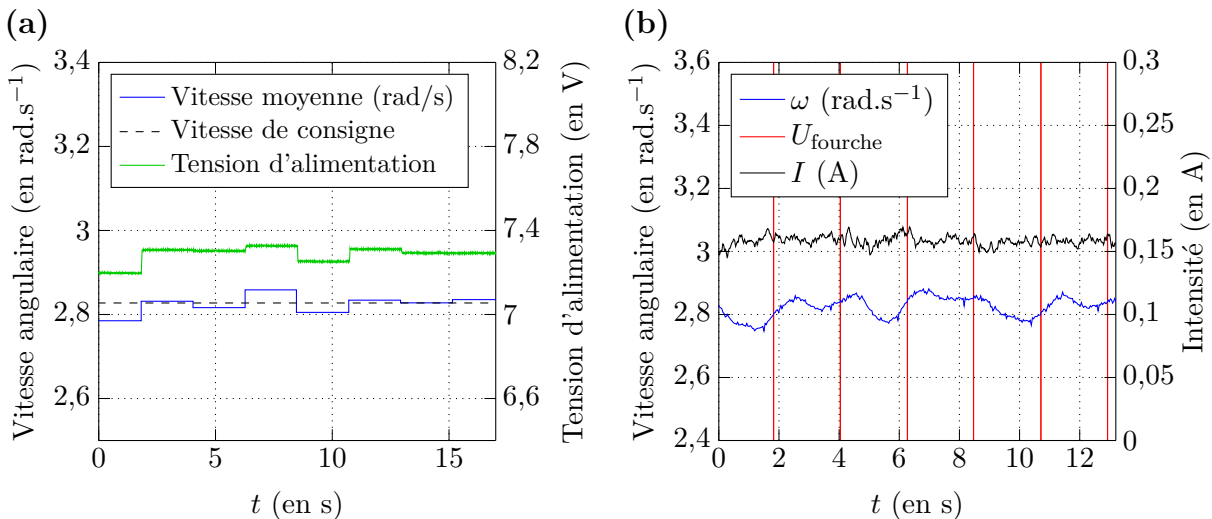 (a)
Vitesse angulaire (en rad.s⁻¹)
3,4
3,2
3
2,8
2,6
Vitesse moyenne (rad/s)
Vitesse de consigne
Tension d'alimentation
8,2
7,8
7,4
7
6,6
Tension d'alimentation (en V)
0
5
10
15
t (en s)
(b)
Vitesse angulaire (en rad.s⁻¹)
3,6
3,4
3,2
3
2,8
2,6
2,4
ω (rad.s⁻¹)
U_fourche
I (A)
0,3
0,25
0,2
0,15
0,1
0,05
0
Intensité (en A)
0
2
4
6
8
10
12
t (en s)